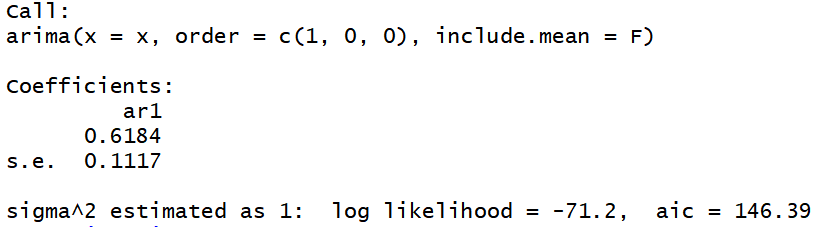 Call:
arima(x = x, order = c(1, 0, 0), include.mean = F)
Coefficients:
ar1
0.6184
s.e. 0.1117
sigma^2 estimated as 1: log likelihood = -71.2, aic = 146.39